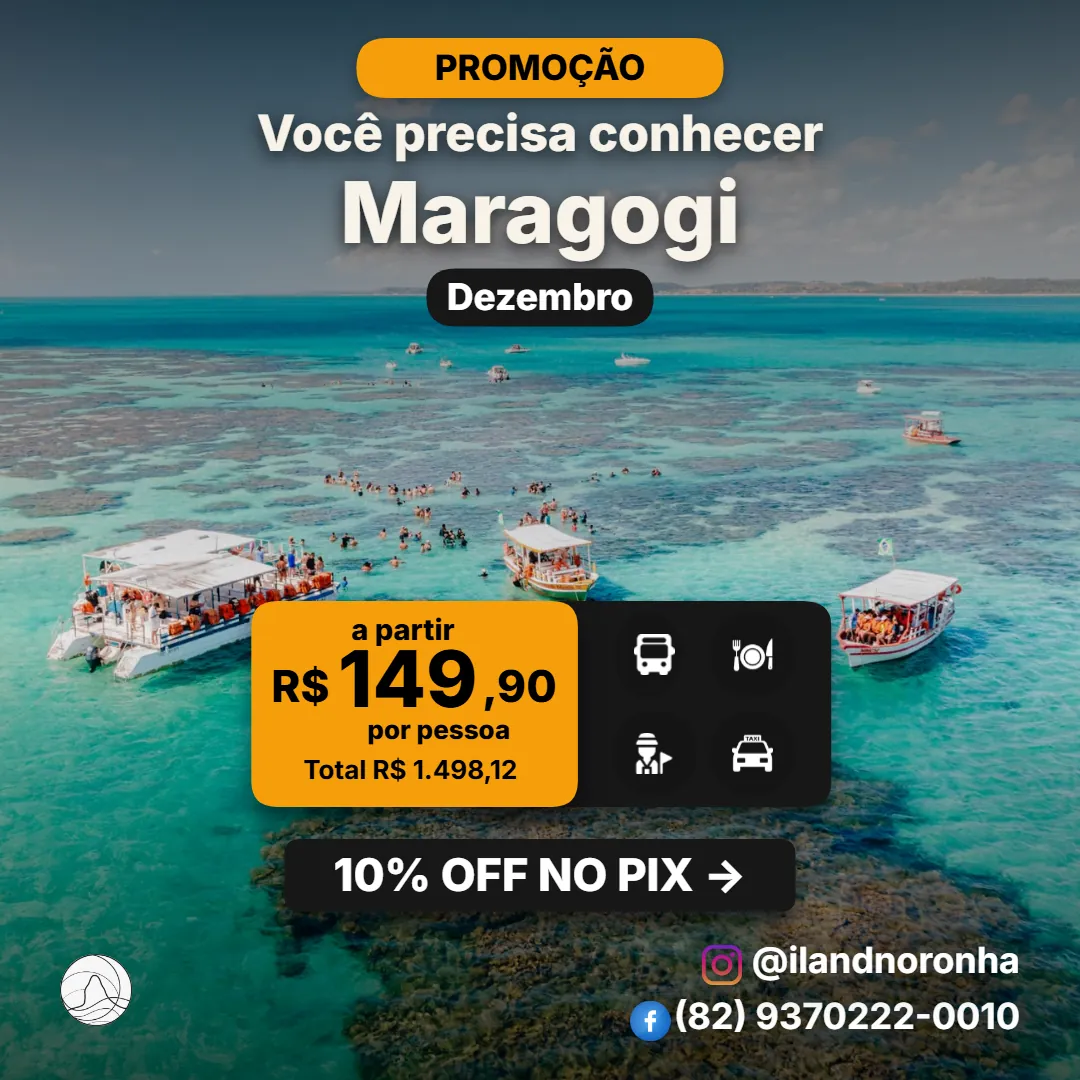 PROMOÇÃO
Você precisa conhecer
Maragogi
Dezembro
a partir
R$ 149,90
por pessoa
Total R$ 1.498,12
TAXI
10% OFF NO PIX →
@ilandnoronha
(82) 9370222-0010